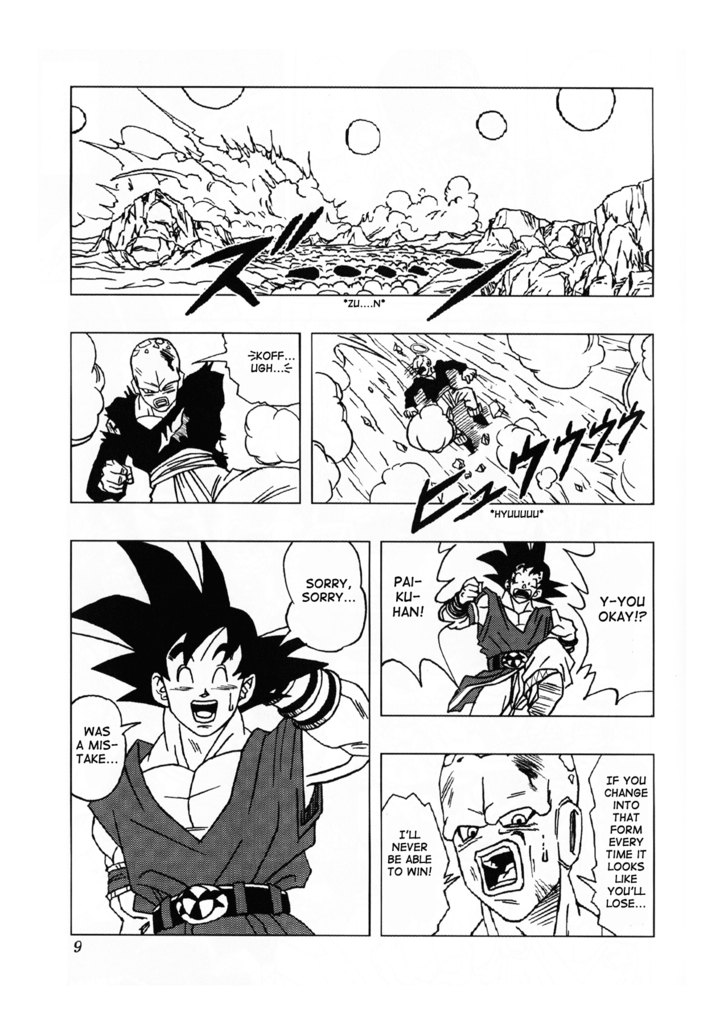 ズズン
*ZU....N*
KOFF...
UGH...
ヒュウウウウ
*HYUUUUU*
SORRY,
SORRY...
WAS
A MIS-
TAKE...
PAI-
KU-
HAN!
Y-YOU
OKAY!?
IF YOU
CHANGE
INTO
THAT
FORM
EVERY
TIME IT
LOOKS
LIKE
YOU'LL
LOSE...
I'LL
NEVER
BE ABLE
TO WIN!
9